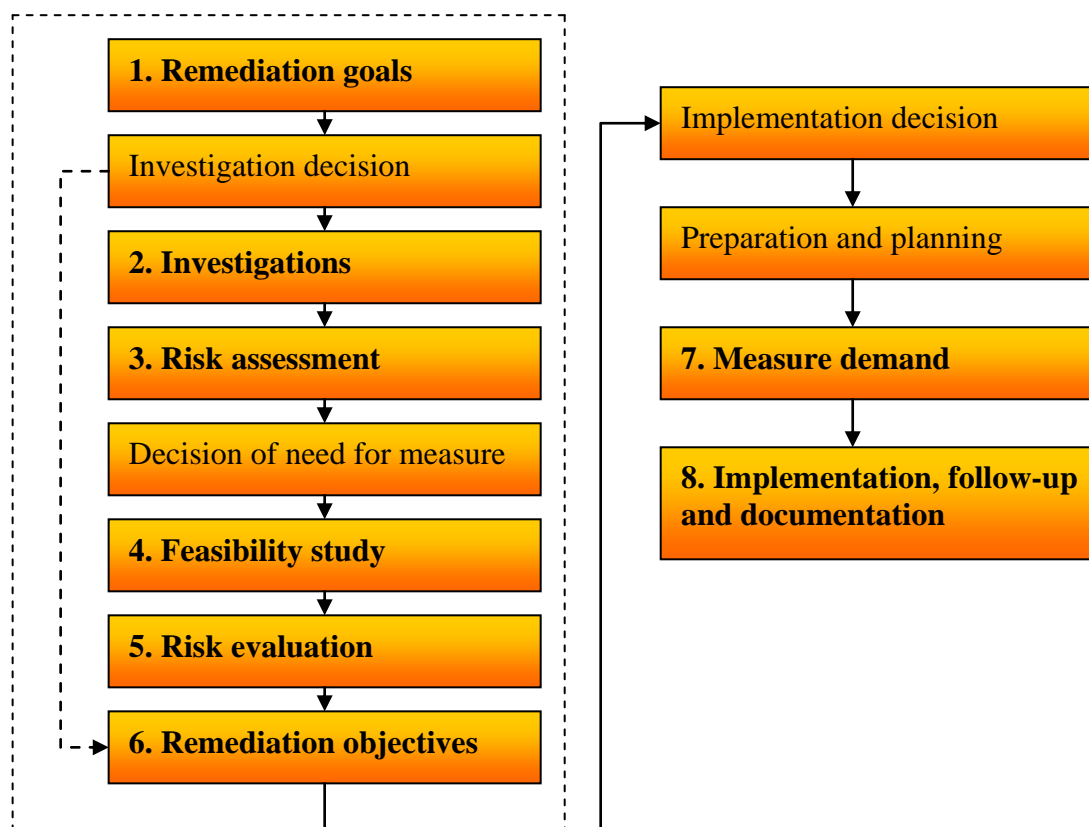 1. Remediation goals
Investigation decision
2. Investigations
3. Risk assessment
Decision of need for measure
4. Feasibility study
5. Risk evaluation
6. Remediation objectives
Implementation decision
Preparation and planning
7. Measure demand
8. Implementation, follow-up
and documentation